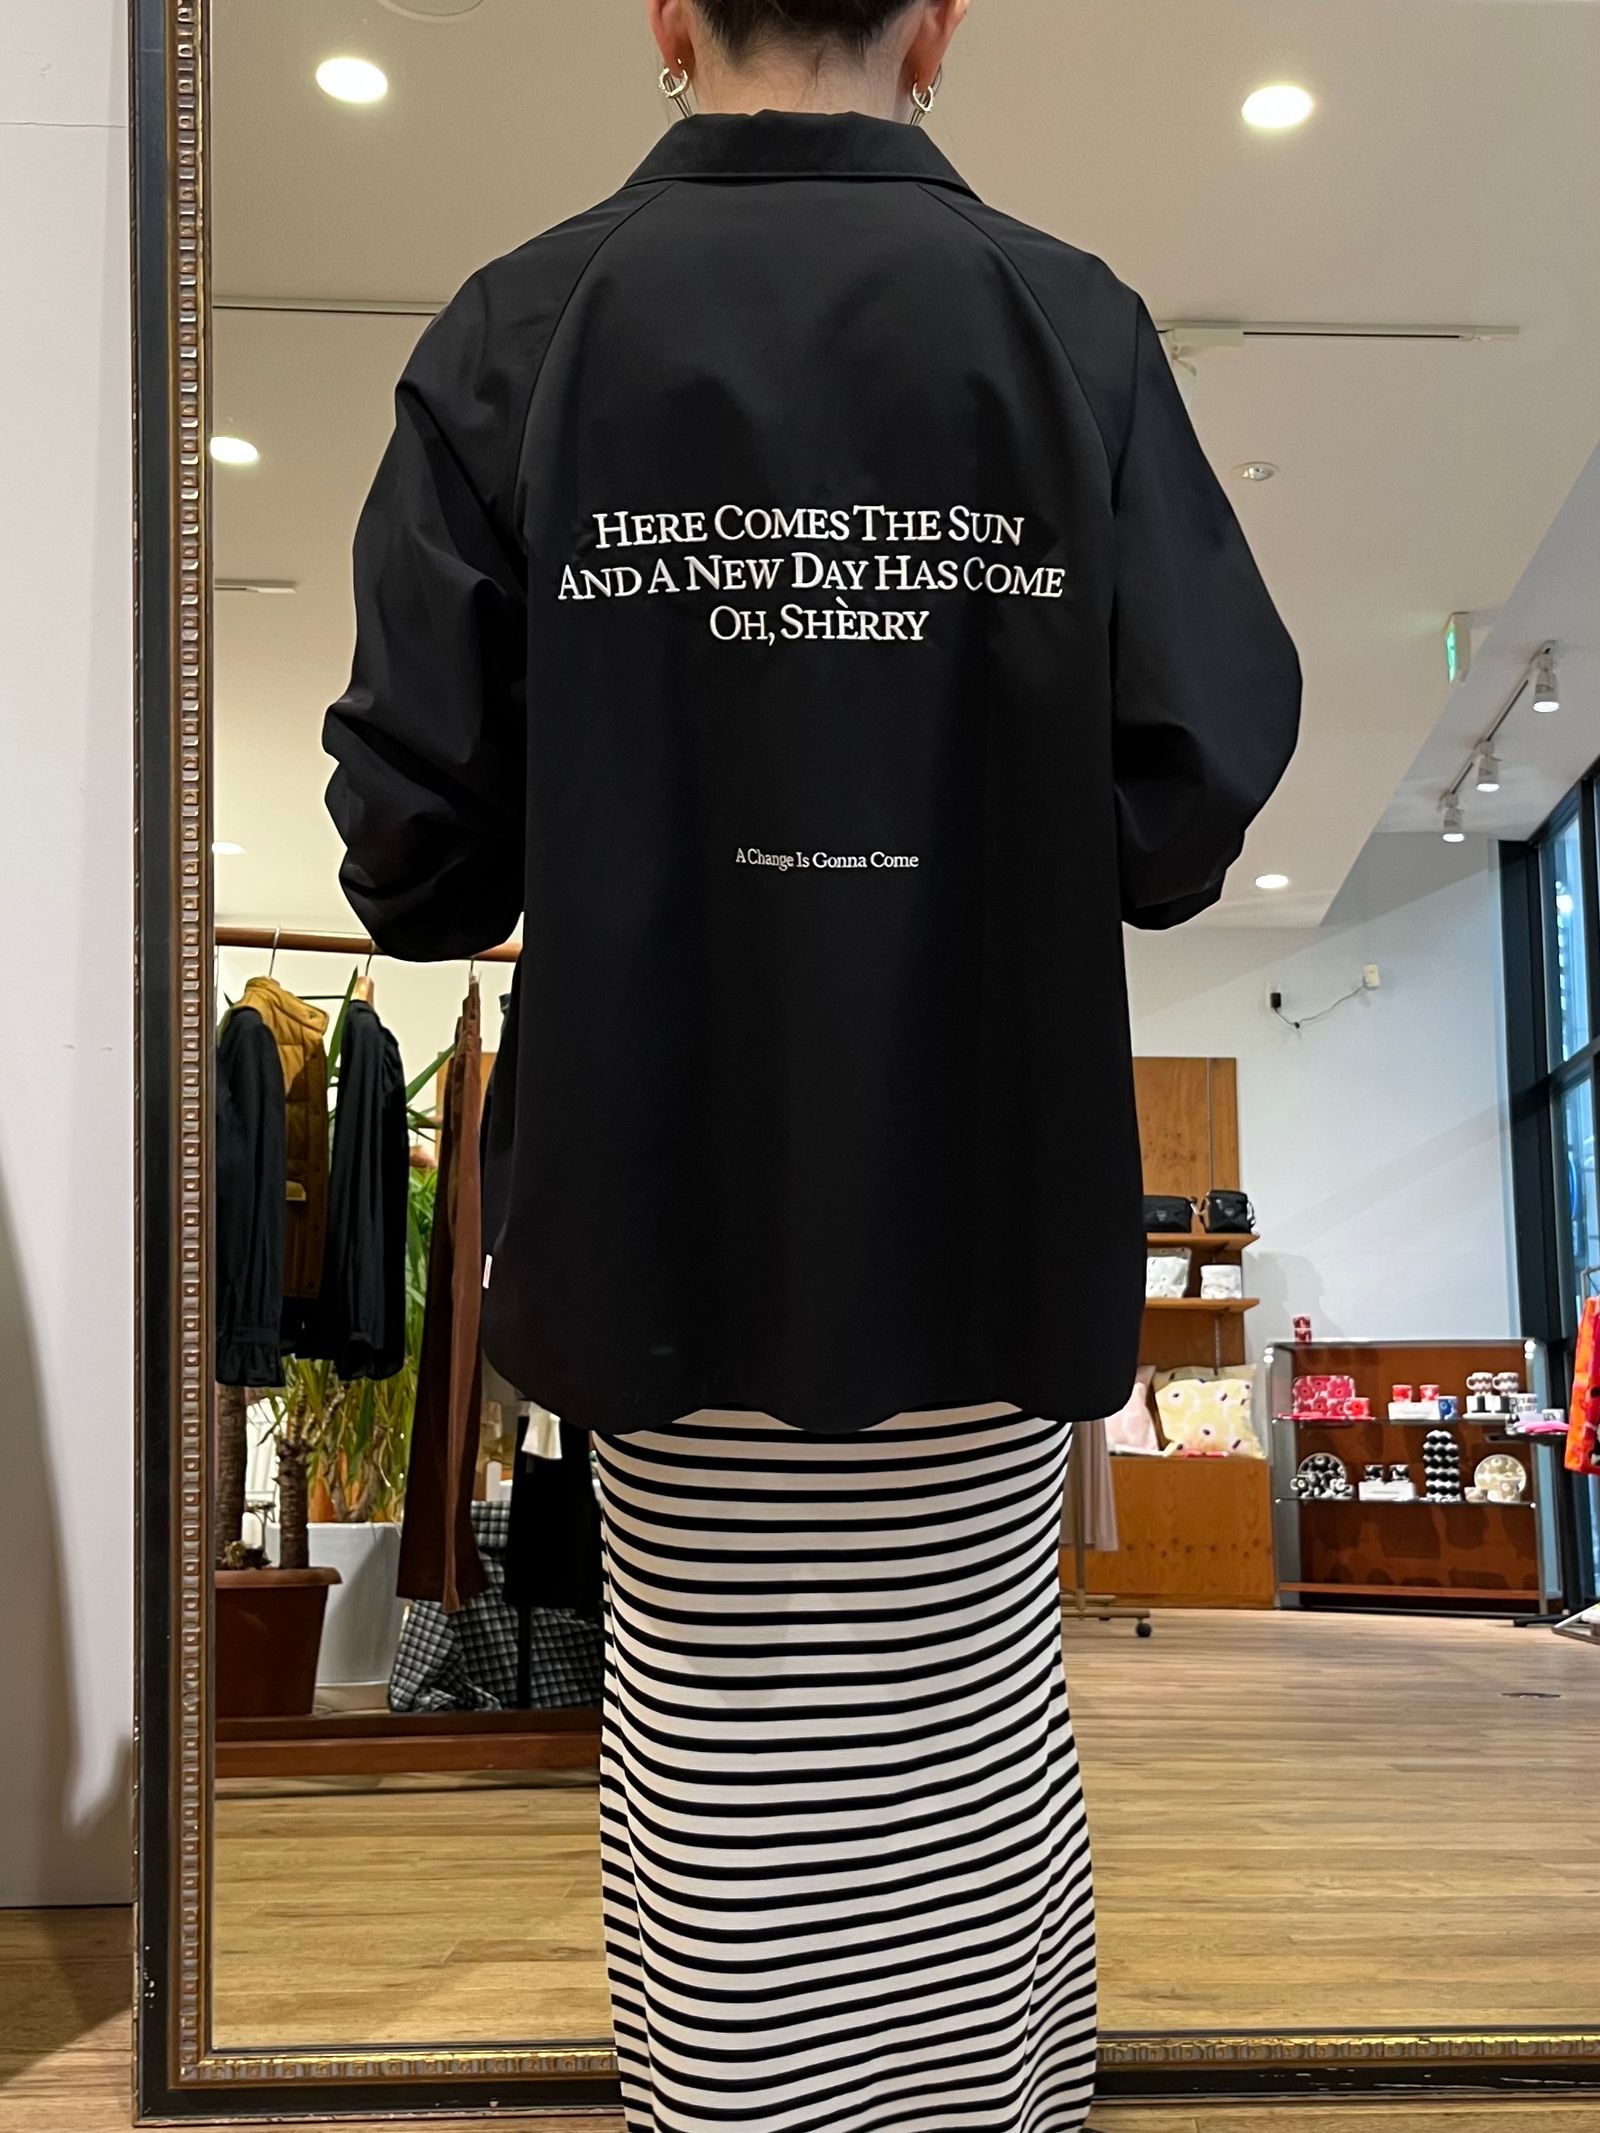 HERE COMES THE SUN
AND A NEW DAY HAS COME
OH, SHÈRRY
A Change Is Gonna Come